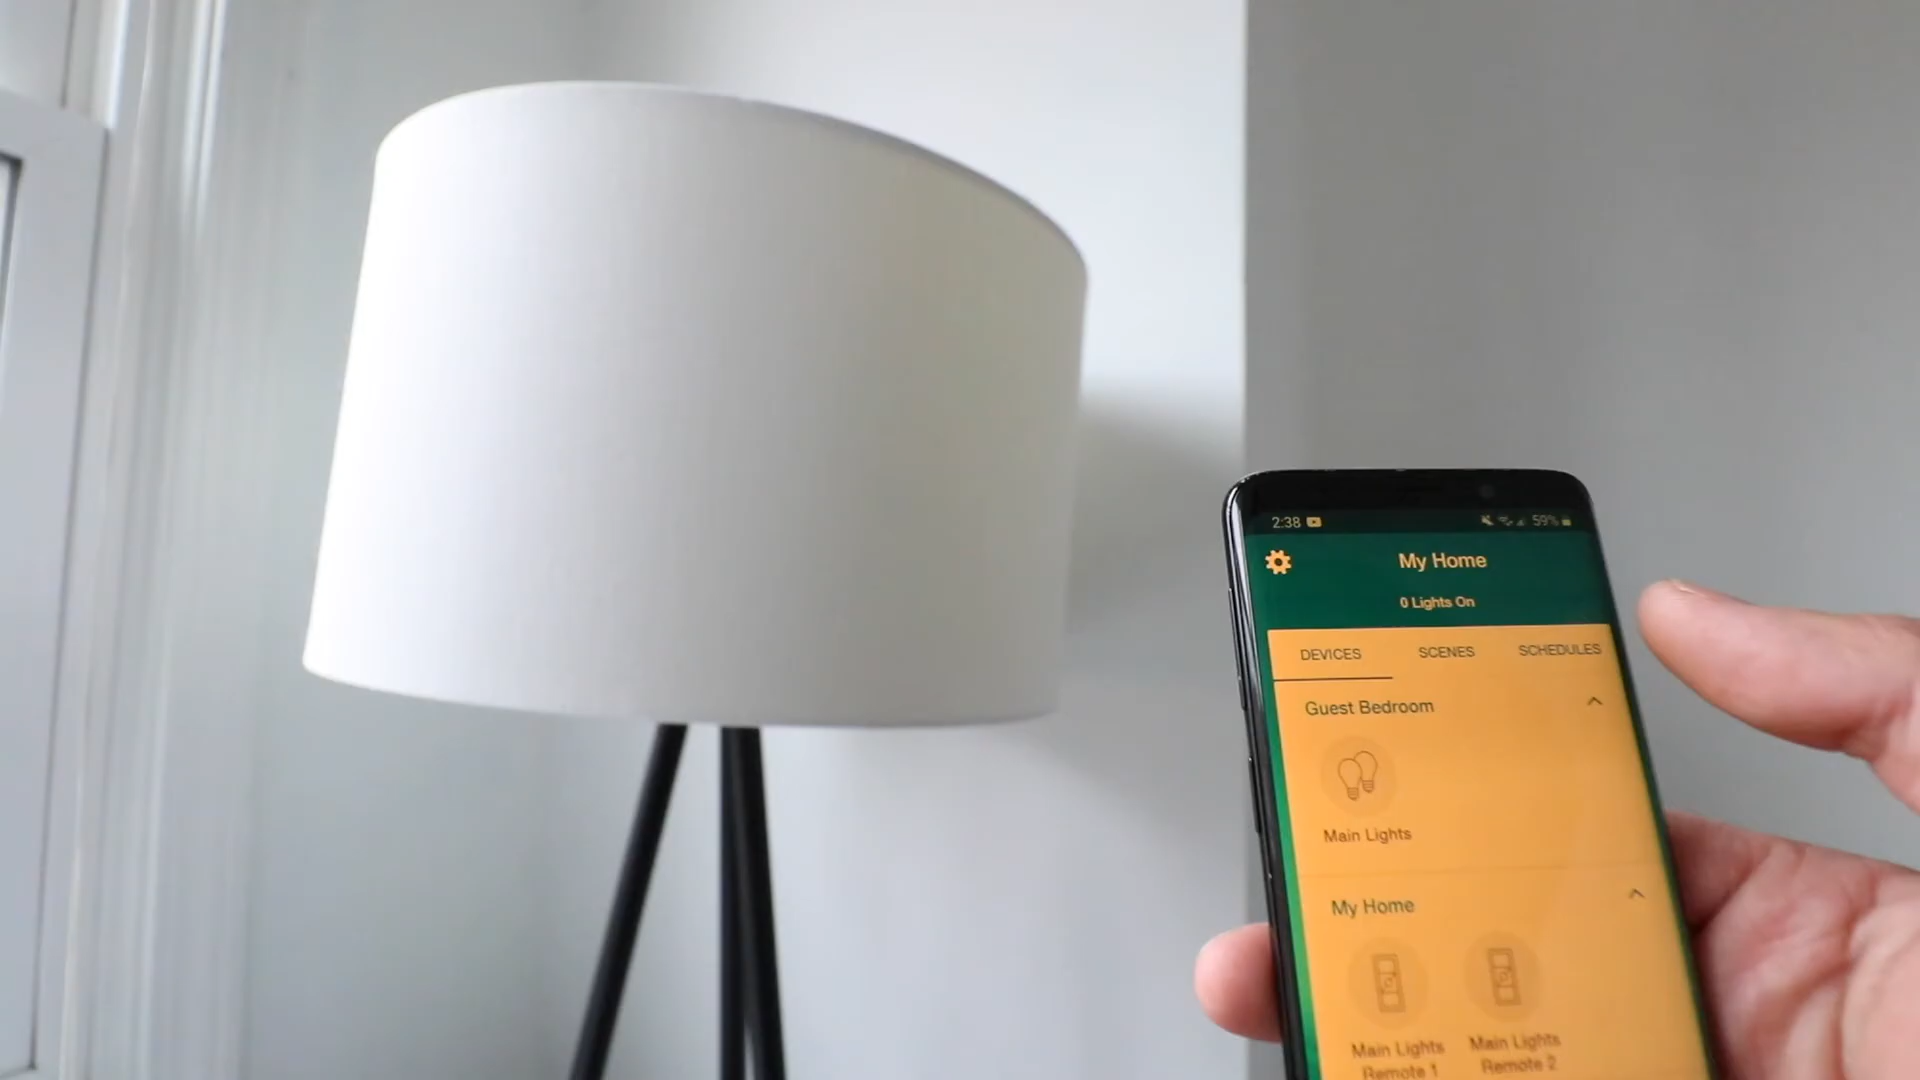 2:38
59%
My Home
0 Lights On
DEVICES SCENES SCHEDULES
Guest Bedroom
Main Lights
My Home
Main Lights
Remote 1
Main Lights
Remote 2